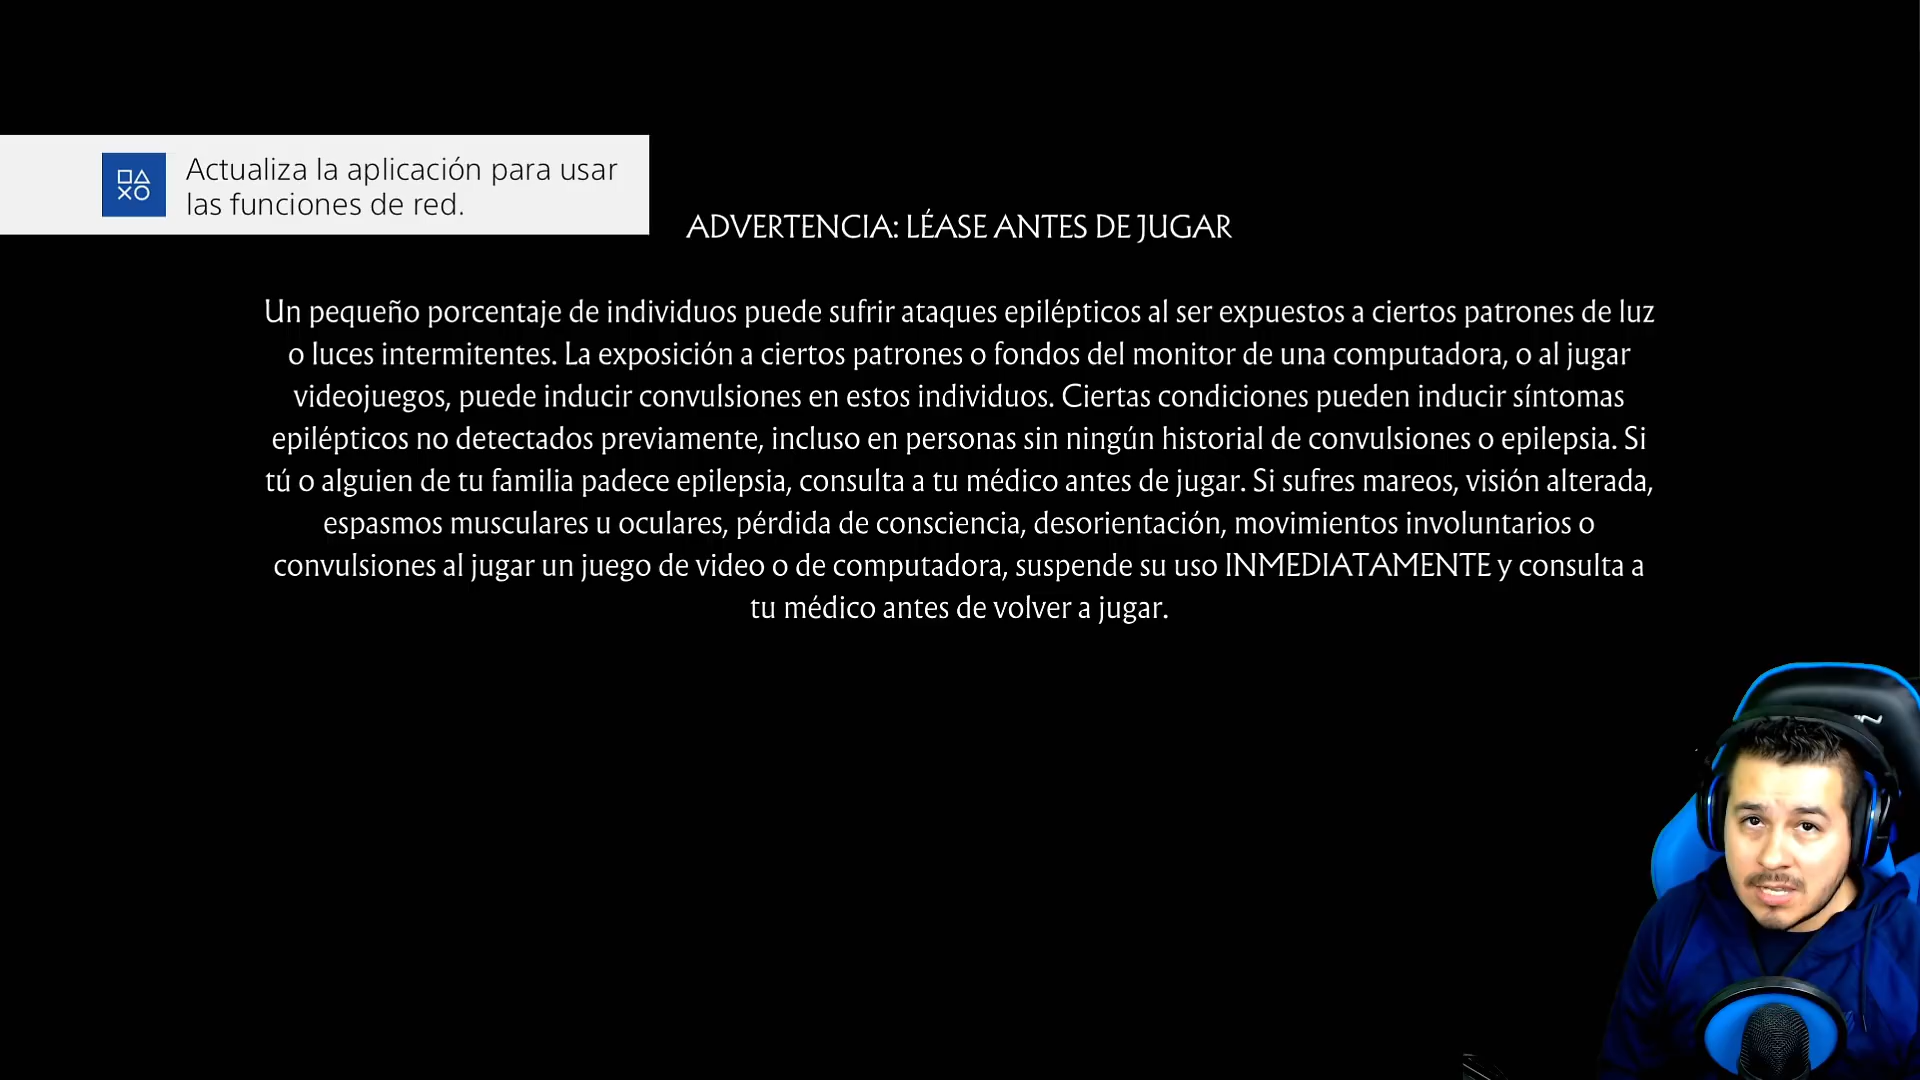 Actualiza la aplicación para usar
las funciones de red.
ADVERTENCIA: LÉASE ANTES DE JUGAR
Un pequeño porcentaje de individuos puede sufrir ataques epilépticos al ser expuestos a ciertos patrones de luz
o luces intermitentes. La exposición a ciertos patrones o fondos del monitor de una computadora, o al jugar
videojuegos, puede inducir convulsiones en estos individuos. Ciertas condiciones pueden inducir síntomas
epilépticos no detectados previamente, incluso en personas sin ningún historial de convulsiones o epilepsia. Si
tú o alguien de tu familia padece epilepsia, consulta a tu médico antes de jugar. Si sufres mareos, visión alterada,
espasmos musculares u oculares, pérdida de consciencia, desorientación, movimientos involuntarios o
convulsiones al jugar un juego de video o de computadora, suspende su uso INMEDIATAMENTE y consulta a
tu médico antes de volver a jugar.